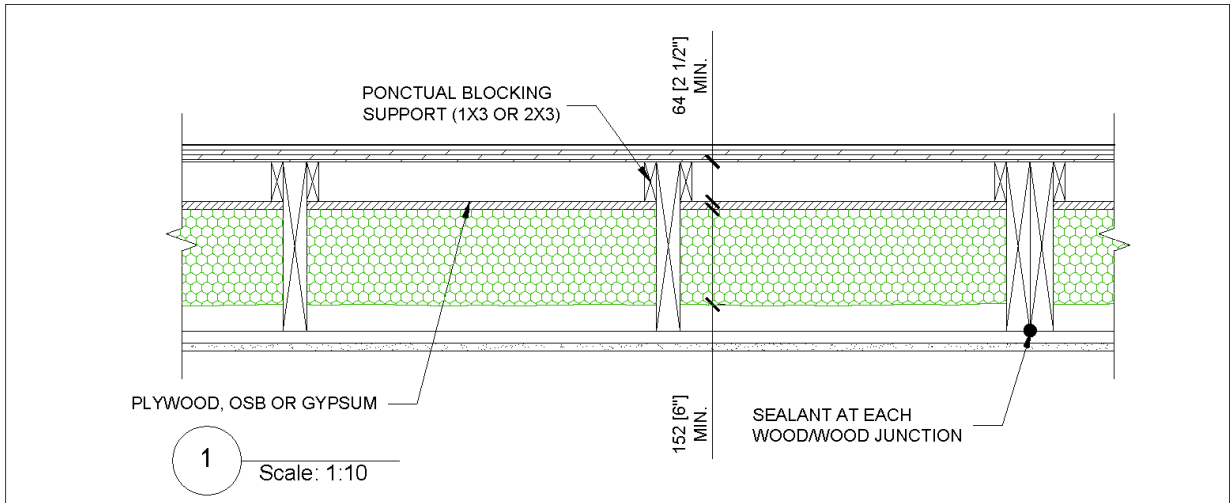 64 [2 1/2"]
MIN.
PONCTUAL BLOCKING
SUPPORT (1X3 OR 2X3)
PLYWOOD, OSB OR GYPSUM
152 [6"]
MIN.
SEALANT AT EACH
WOOD/WOOD JUNCTION
1
Scale: 1:10